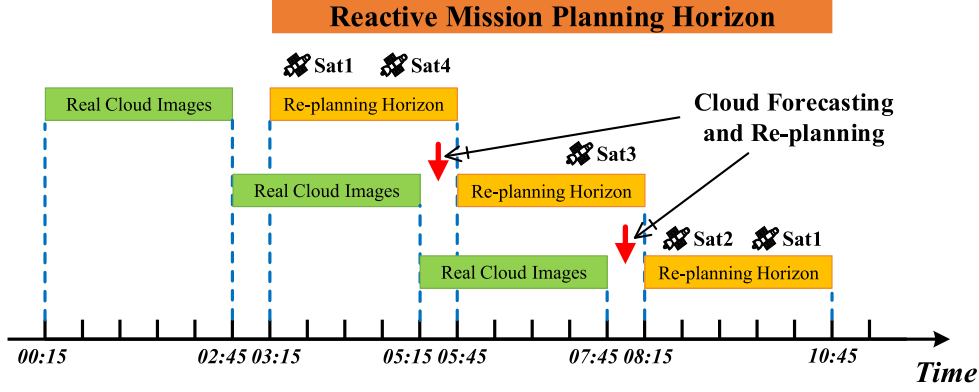 Reactive Mission Planning Horizon
Sat1
Sat4
Real Cloud Images
Re-planning Horizon
Cloud Forecasting
and Re-planning
Sat3
Real Cloud Images
Re-planning Horizon
Sat2
Sat1
Real Cloud Images
Re-planning Horizon
00:15 02:45 03:15 05:15 05:45 07:45 08:15 10:45
Time